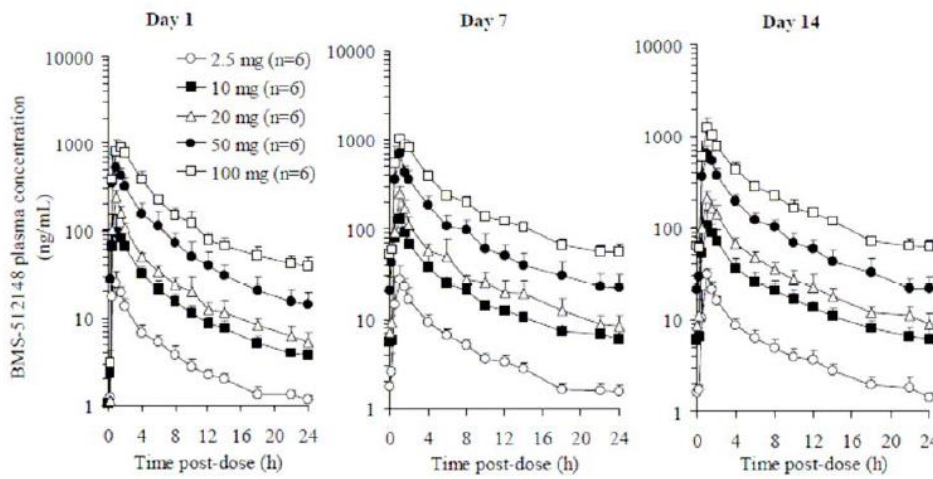 Day 1
Day 7
Day 14
BMS-512148 plasma concentration
(ng/mL)
10000
1000
100
10
1
2.5 mg (n=6)
10 mg (n=6)
20 mg (n=6)
50 mg (n=6)
100 mg (n=6)
0 4 8 12 16 20 24
Time post-dose (h)
10000
1000
100
10
1
0 4 8 12 16 20 24
Time post-dose (h)
10000
1000
100
10
1
0 4 8 12 16 20 24
Time post-dose (h)